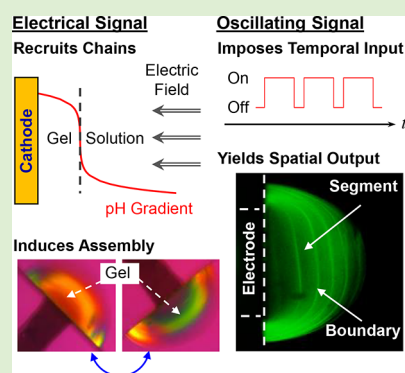 Electrical Signal
Recruits Chains
Cathode
Gel
Solution
Electric
Field
pH Gradient
Induces Assembly
Gel
Oscillating Signal
Imposes Temporal Input
On
Off
t
Yields Spatial Output
Electrode
Segment
Boundary